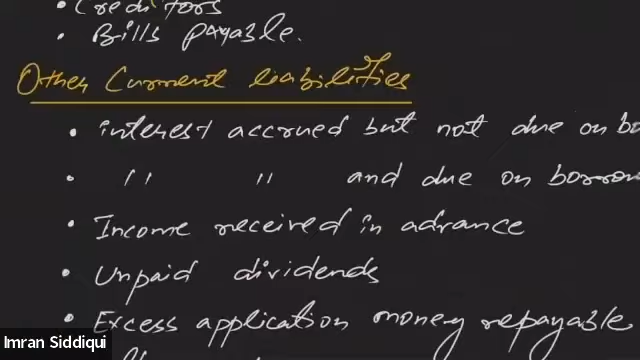 • Creditors
• Bills payable.
Other Current liabilities
• interest accrued but not due on bo
• '' '' and due on borrow
• Income received in advance
• Unpaid dividends
• Excess application money repayable
Imran Siddiqui